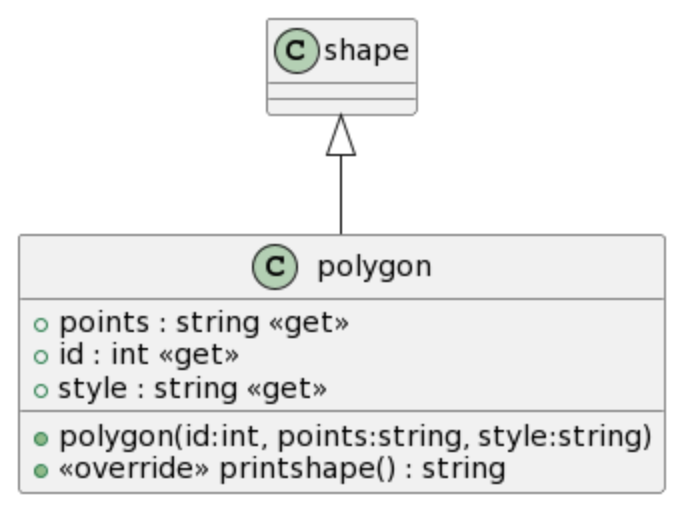 C shape
C polygon
points : string «get»
id : int «get»
style : string «get»
polygon(id:int, points:string, style:string)
«override» printshape() : string